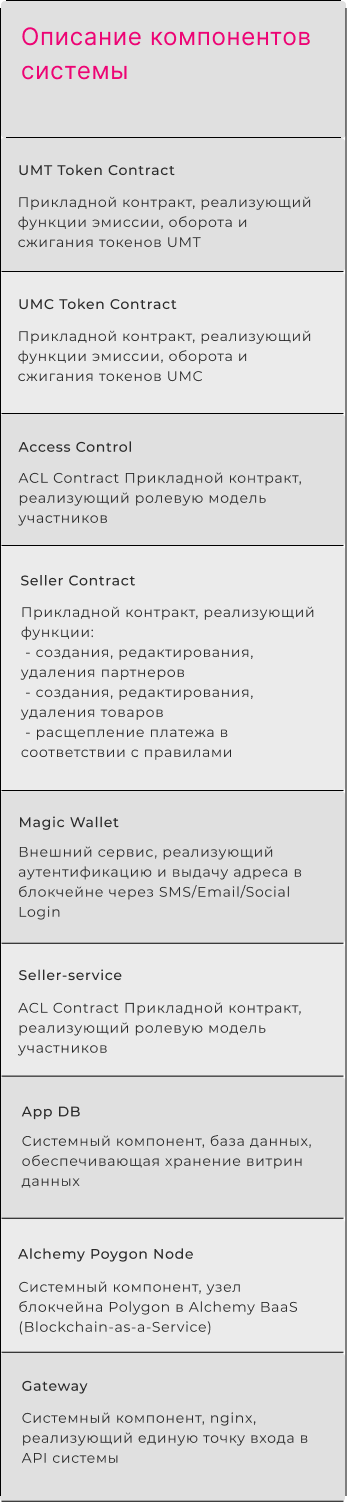 Описание компонентов
системы
UMT Token Contract
Прикладной контракт, реализующий
функции эмиссии, оборота и
сжигания токенов UMT
UMC Token Contract
Прикладной контракт, реализующий
функции эмиссии, оборота и
сжигания токенов UMC
Access Control
ACL Contract Прикладной контракт,
реализующий ролевую модель
участников
Seller Contract
Прикладной контракт, реализующий
функции:
- создания, редактирования,
удаления партнеров
- создания, редактирования,
удаления товаров
- расщепление платежа в
соответствии с правилами
Magic Wallet
Внешний сервис, реализующий
аутентификацию и выдачу адреса в
блокчейне через SMS/Email/Social
Login
Seller-service
ACL Contract Прикладной контракт,
реализующий ролевую модель
участников
App DB
Системный компонент, база данных,
обеспечивающая хранение витрин
данных
Alchemy Poygon Node
Системный компонент, узел
блокчейна Polygon в Alchemy BaaS
(Blockchain-as-a-Service)
Gateway
Системный компонент, nginx,
реализующий единую точку входа в
API системы